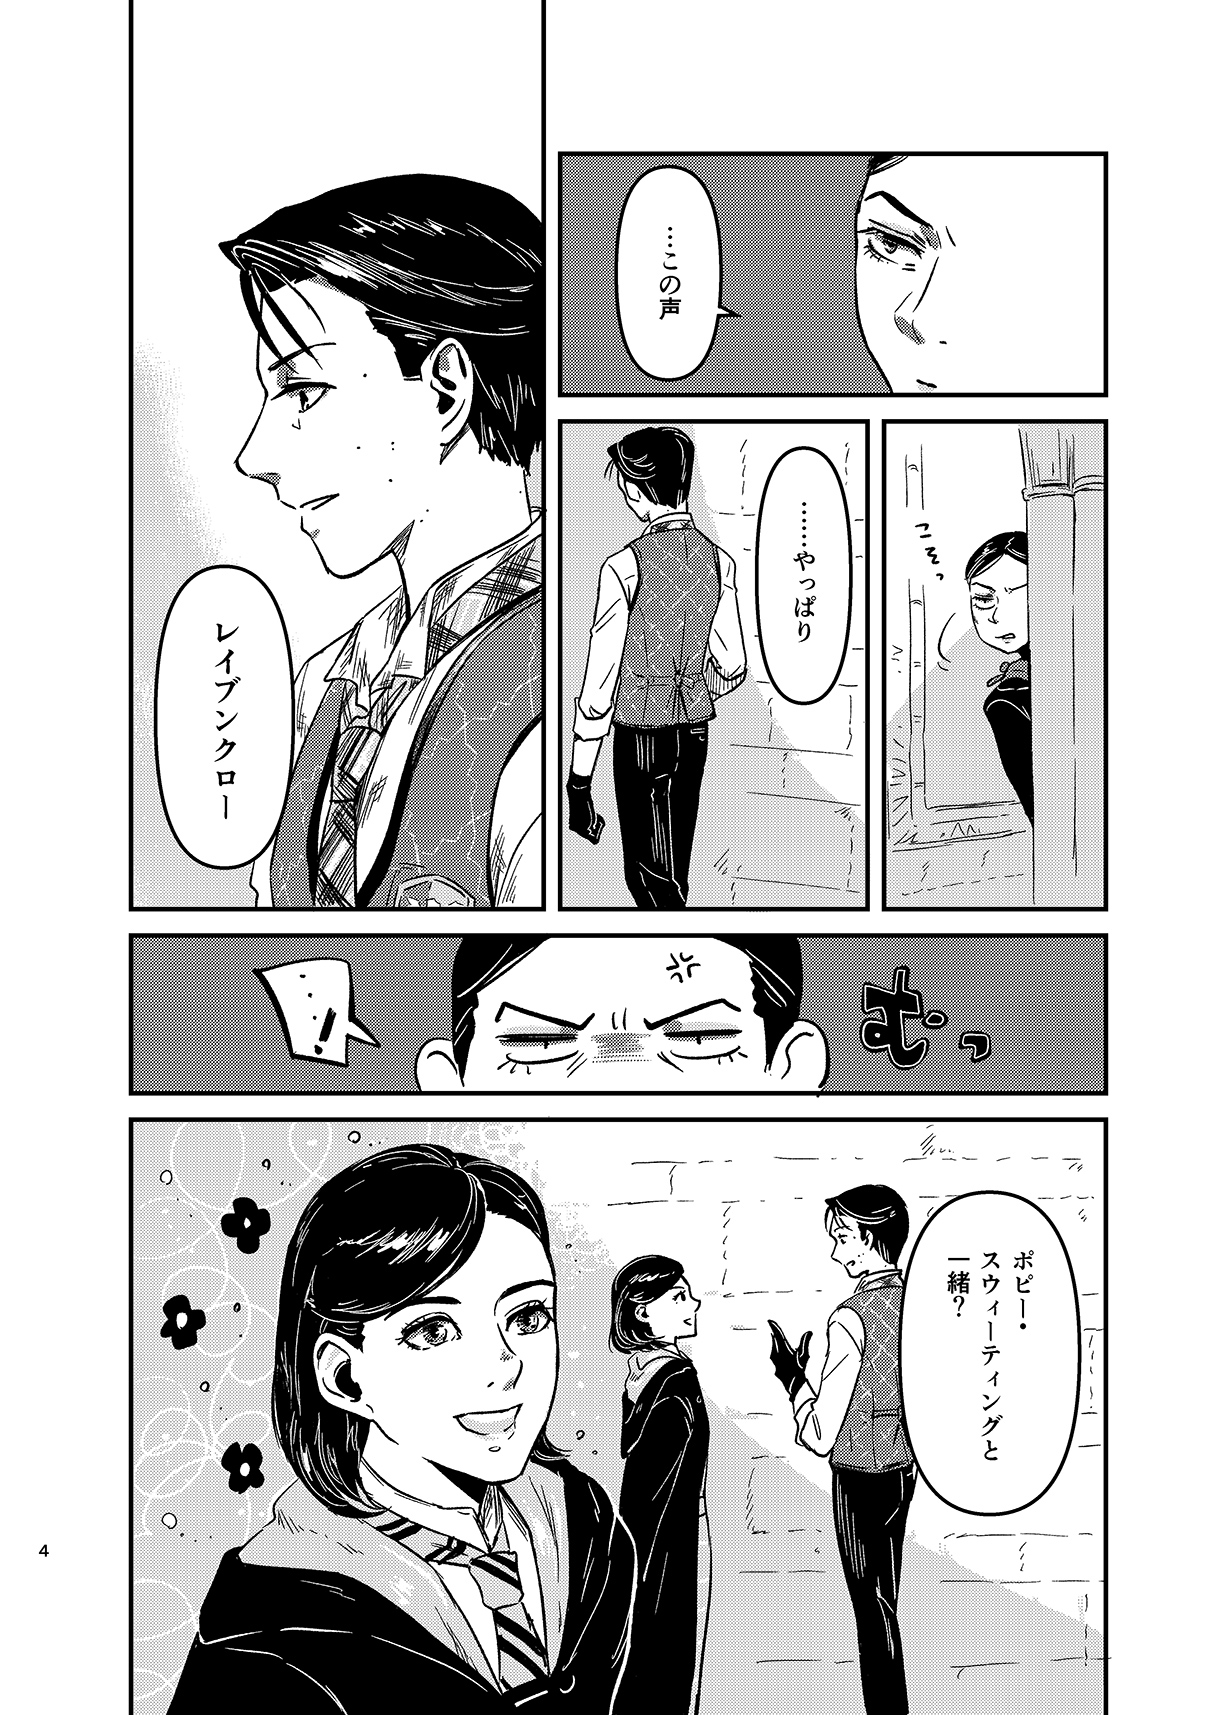 …この声
こそっ
……やっぱり
レイブンクロー
むっ
…!
ポピー・
スウィーティングと
一緒?
4